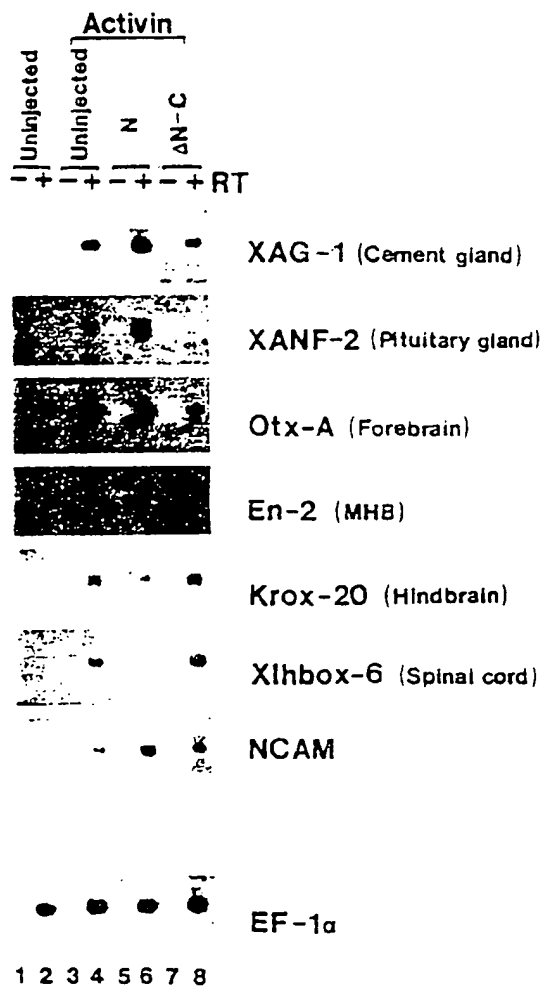 Activin
Uninjected Uninjected N ΔN-C
- + - + - + - + RT
XAG-1 (Cement gland)
XANF-2 (Pituitary gland)
Otx-A (Forebrain)
En-2 (MHB)
Krox-20 (Hindbrain)
Xlhbox-6 (Spinal cord)
NCAM
EF-1α
1 2 3 4 5 6 7 8